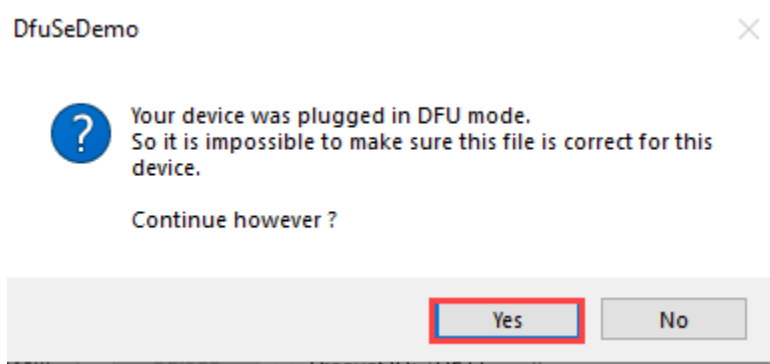 DfuSeDemo
?
Your device was plugged in DFU mode.
So it is impossible to make sure this file is correct for this
device.
Continue however ?
Yes
No